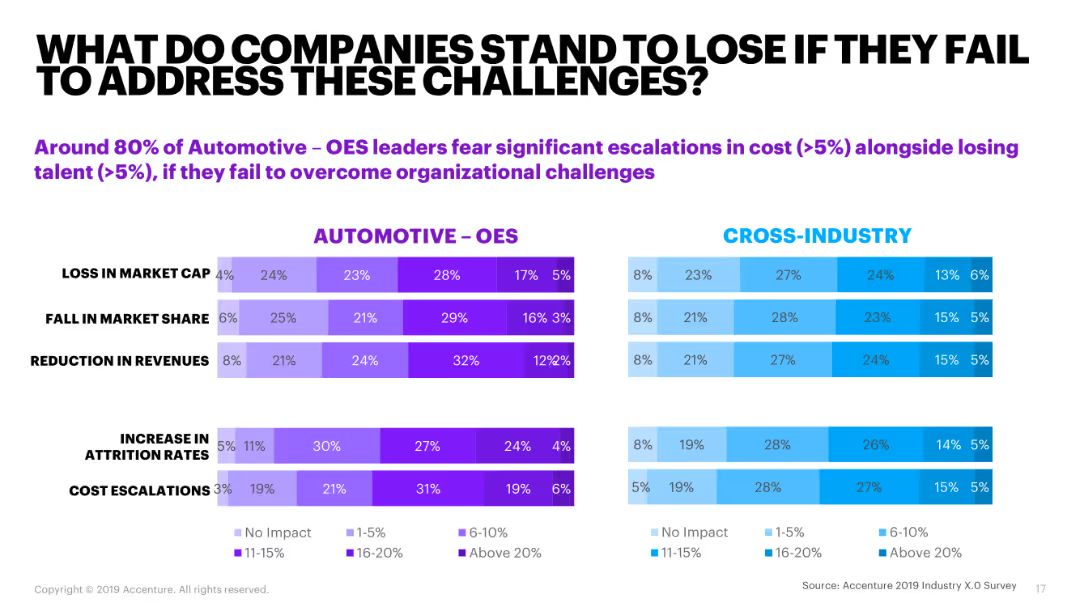 WHAT DO COMPANIES STAND TO LOSE IF THEY FAIL
TO ADDRESS THESE CHALLENGES?
Around 80% of Automotive – OES leaders fear significant escalations in cost (>5%) alongside losing
talent (>5%), if they fail to overcome organizational challenges
AUTOMOTIVE – OES
CROSS-INDUSTRY
LOSS IN MARKET CAP 4% 24% 23% 28% 17% 5% 8% 23% 27% 24% 13% 6%
FALL IN MARKET SHARE 6% 25% 21% 29% 16% 3% 8% 21% 28% 23% 15% 5%
REDUCTION IN REVENUES 8% 21% 24% 32% 12% 2% 8% 21% 27% 24% 15% 5%
INCREASE IN
ATTRITION RATES 5% 11% 30% 27% 24% 4% 8% 19% 28% 26% 14% 5%
COST ESCALATIONS 3% 19% 21% 31% 19% 6% 5% 19% 28% 27% 15% 5%
No Impact 1-5% 6-10%
11-15% 16-20% Above 20%
No Impact 1-5% 6-10%
11-15% 16-20% Above 20%
Copyright © 2019 Accenture. All rights reserved.
Source: Accenture 2019 Industry X.0 Survey
17